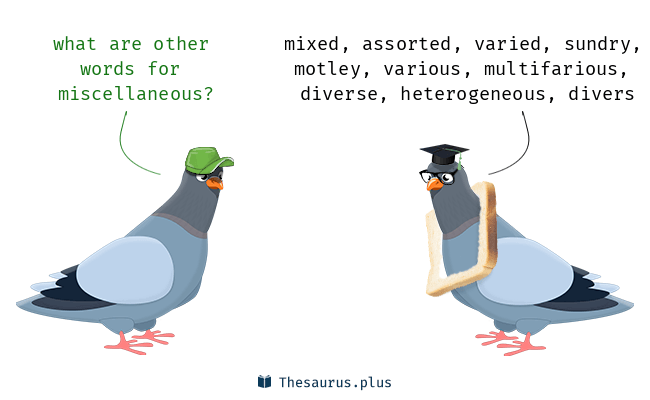 what are other
words for
miscellaneous?
mixed, assorted, varied, sundry,
motley, various, multifarious,
diverse, heterogeneous, divers
Thesaurus.plus